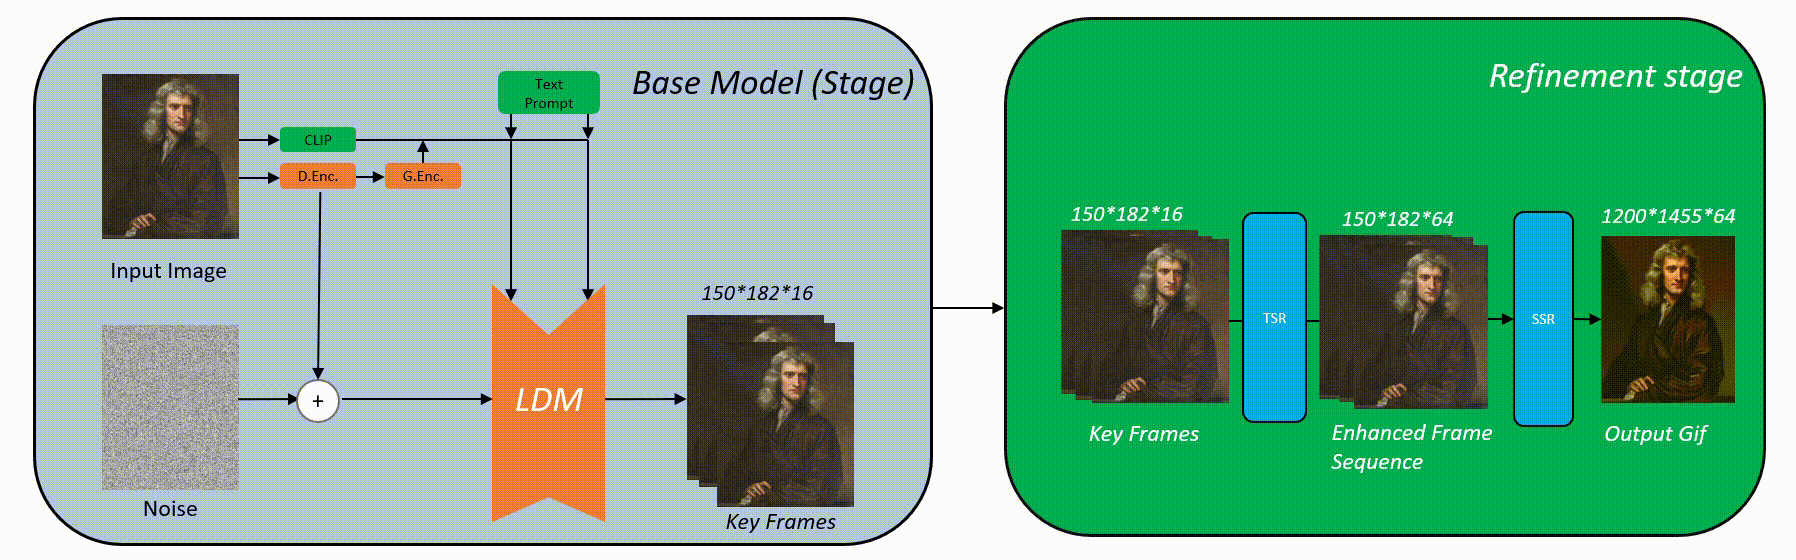 Base Model (Stage)
Text
Prompt
CLIP
D.Enc.
G.Enc.
Input Image
+
LDM
150*182*16
Key Frames
Noise
Refinement stage
150*182*16
Key Frames
TSR
150*182*64
Enhanced Frame
Sequence
SSR
1200*1455*64
Output Gif